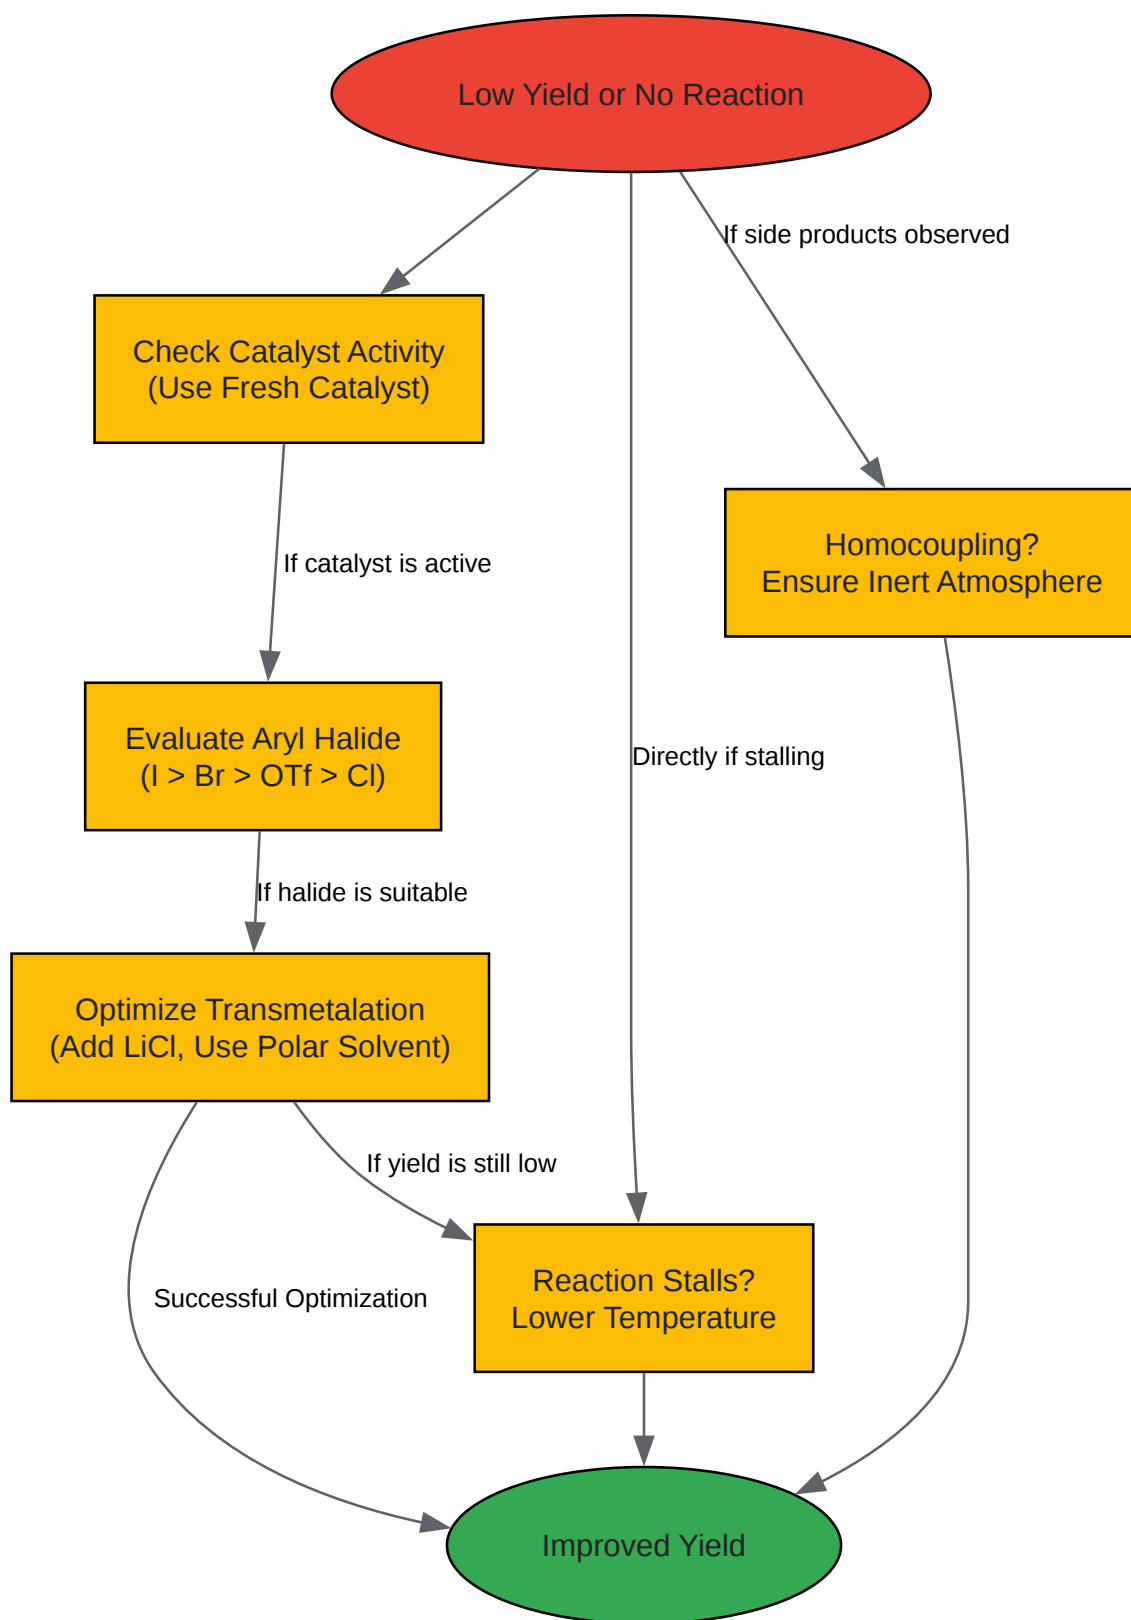 Low Yield or No Reaction
If side products observed
Check Catalyst Activity
(Use Fresh Catalyst)
Homocoupling?
Ensure Inert Atmosphere
If catalyst is active
Evaluate Aryl Halide
(I > Br > OTf > Cl)
Directly if stalling
If halide is suitable
Optimize Transmetalation
(Add LiCl, Use Polar Solvent)
If yield is still low
Reaction Stalls?
Lower Temperature
Successful Optimization
Improved Yield